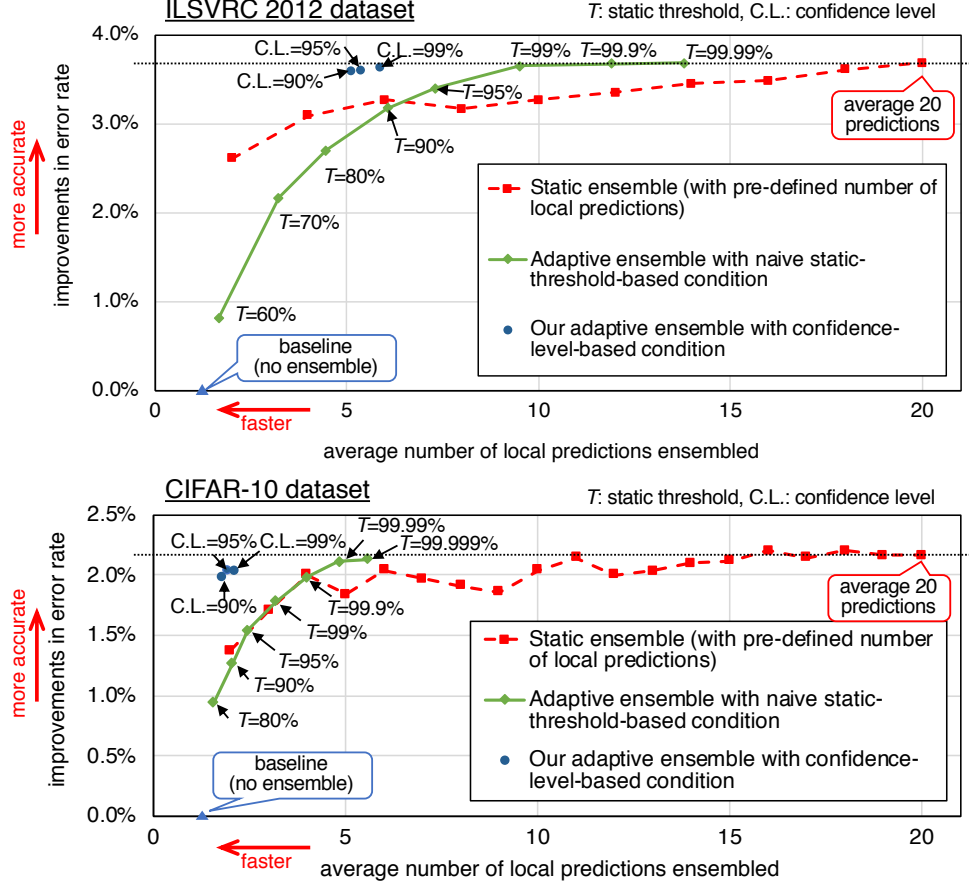 ILSVRC 2012 dataset
T: static threshold, C.L.: confidence level
4.0%
3.0%
2.0%
1.0%
0.0%
more accurate
improvements in error rate
C.L.=95%
C.L.=99%
C.L.=90%
T=99%
T=99.9%
T=99.99%
T=95%
T=90%
T=80%
T=70%
T=60%
average 20
predictions
Static ensemble (with pre-defined number of
local predictions)
Adaptive ensemble with naive static-
threshold-based condition
Our adaptive ensemble with confidence-
level-based condition
baseline
(no ensemble)
0
5
10
15
20
faster
average number of local predictions ensembled
CIFAR-10 dataset
T: static threshold, C.L.: confidence level
2.5%
2.0%
1.5%
1.0%
0.5%
0.0%
more accurate
improvements in error rate
C.L.=95%
C.L.=99%
C.L.=90%
T=99.99%
T=99.999%
T=99.9%
T=99%
T=95%
T=90%
T=80%
average 20
predictions
Static ensemble (with pre-defined number
of local predictions)
Adaptive ensemble with naive static-
threshold-based condition
Our adaptive ensemble with confidence-
level-based condition
baseline
(no ensemble)
0
5
10
15
20
faster
average number of local predictions ensembled